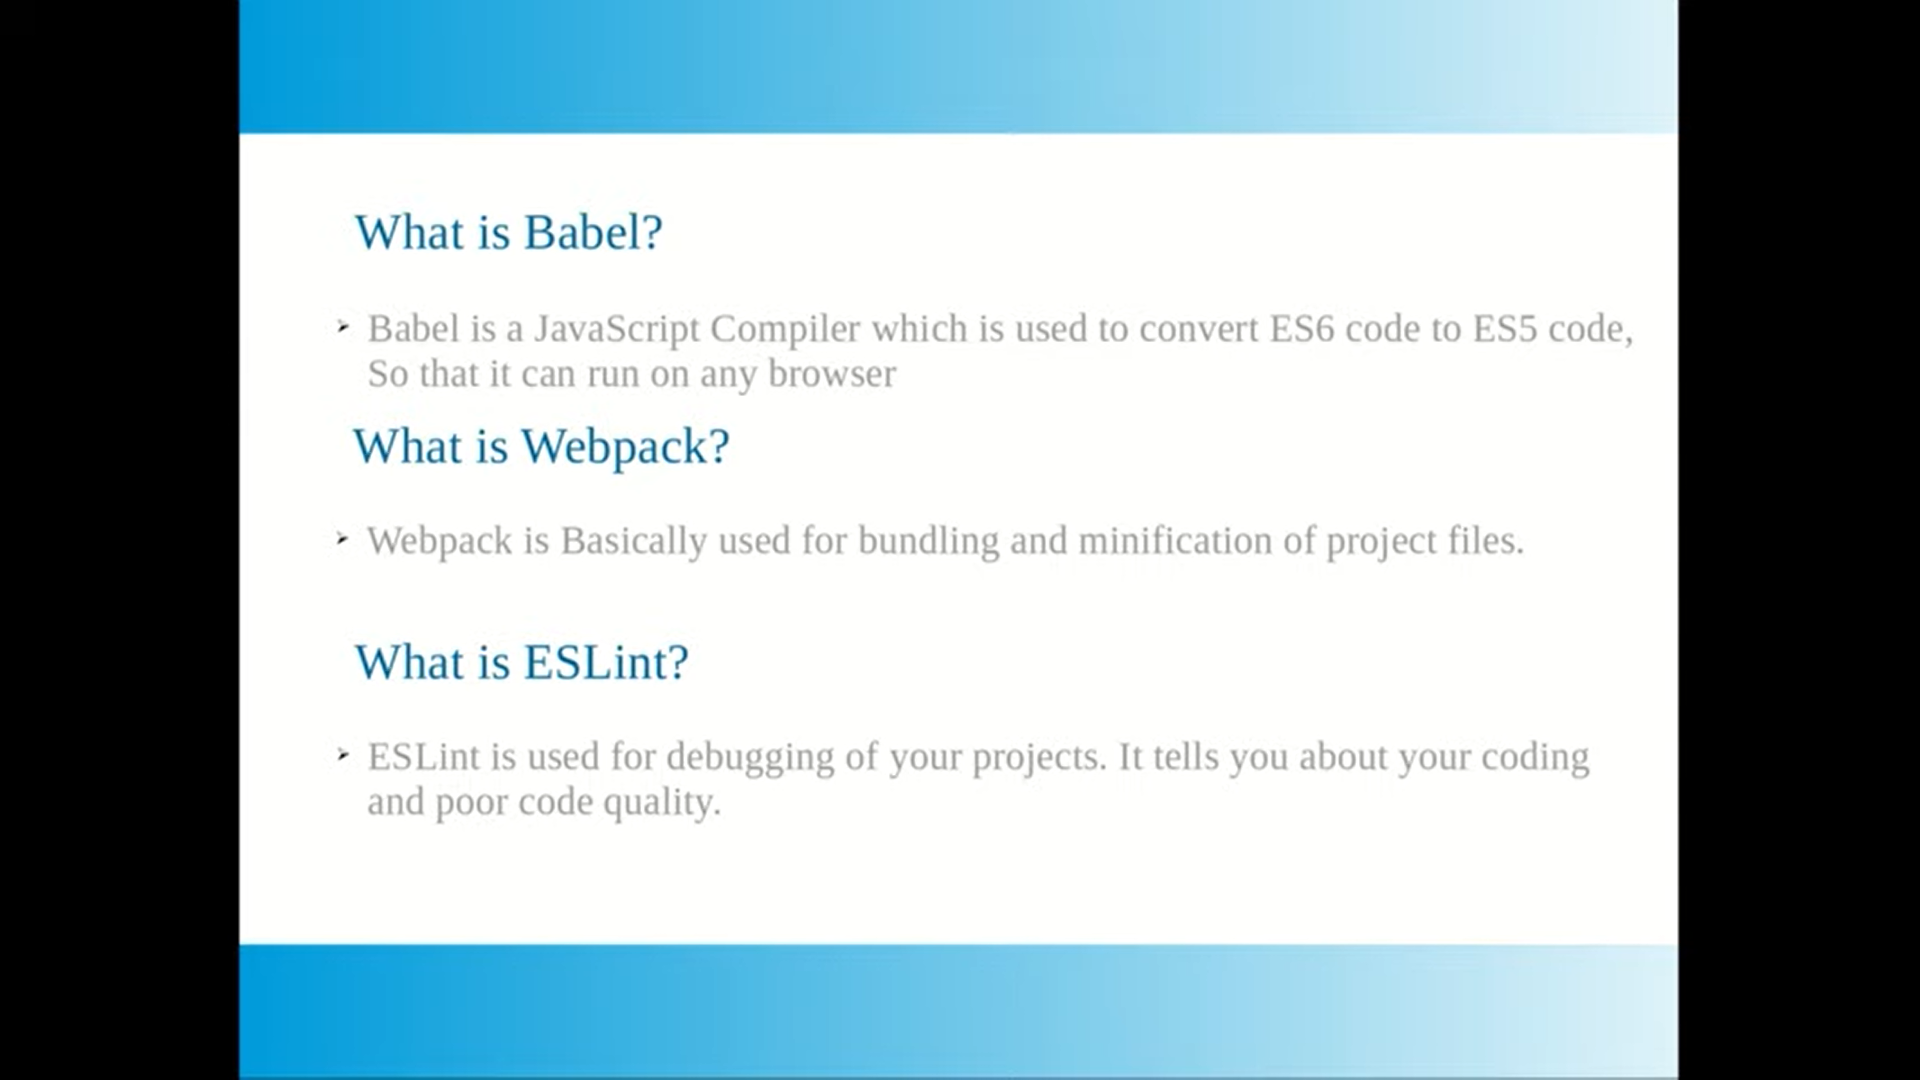 What is Babel?
Babel is a JavaScript Compiler which is used to convert ES6 code to ES5 code,
So that it can run on any browser
What is Webpack?
Webpack is Basically used for bundling and minification of project files.
What is ESLint?
ESLint is used for debugging of your projects. It tells you about your coding
and poor code quality.